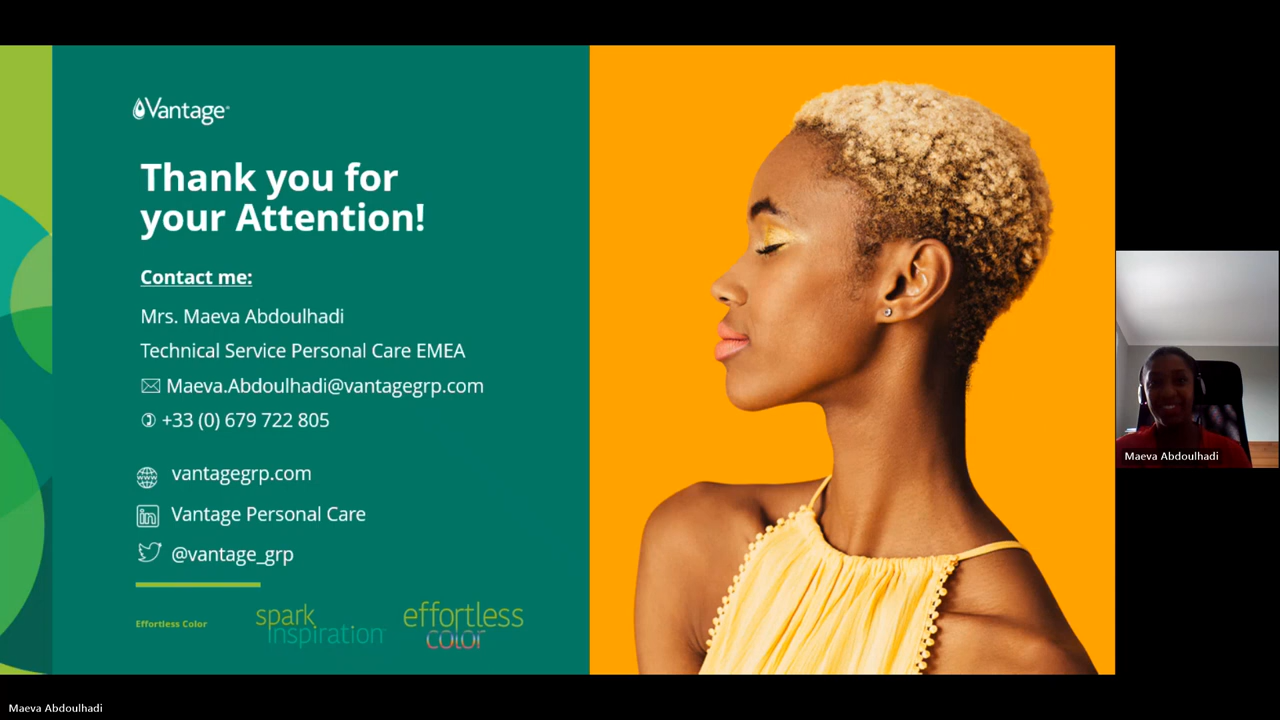 Vantage
Thank you for
your Attention!
Contact me:
Mrs. Maeva Abdoulhadi
Technical Service Personal Care EMEA
Maeva.Abdoulhadi@vantagegrp.com
+33 (0) 679 722 805
vantagegrp.com
in Vantage Personal Care
@vantage_grp
Effortless Color
spark
inspiration
effortless
color
Maeva Abdoulhadi
Maeva Abdoulhadi